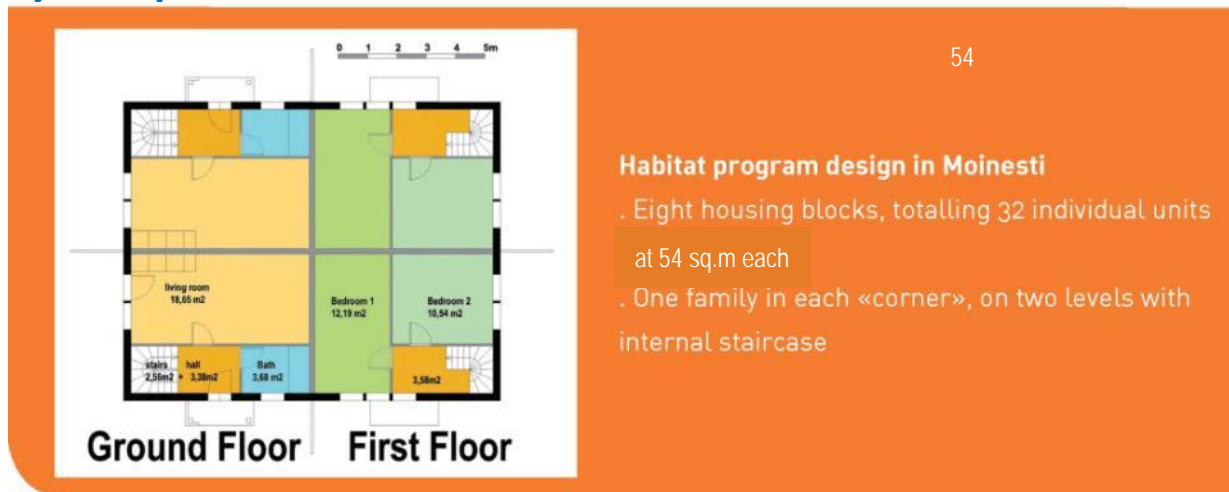 0 1 2 3 4 5m
54
Habitat program design in Moinesti
. Eight housing blocks, totalling 32 individual units
at 54 sq.m each
. One family in each «corner», on two levels with
internal staircase
living room
18,65 m2
Bedroom 1
12,19 m2
Bedroom 2
10,54 m2
stairs hall
2,56m2 + 3,38m2
Bath
3,68 m2
3,58m2
Ground Floor First Floor